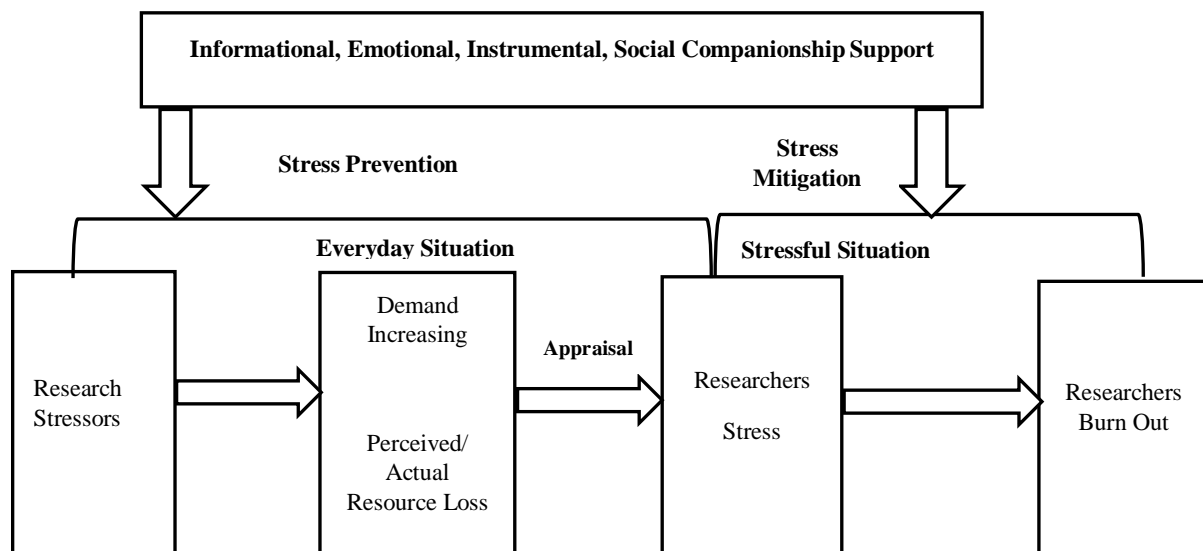 Informational, Emotional, Instrumental, Social Companionship Support
Stress Prevention
Stress
Mitigation
Everyday Situation
Stressful Situation
Research
Stressors
Demand
Increasing
Perceived/
Actual
Resource Loss
Appraisal
Researchers
Stress
Researchers
Burn Out